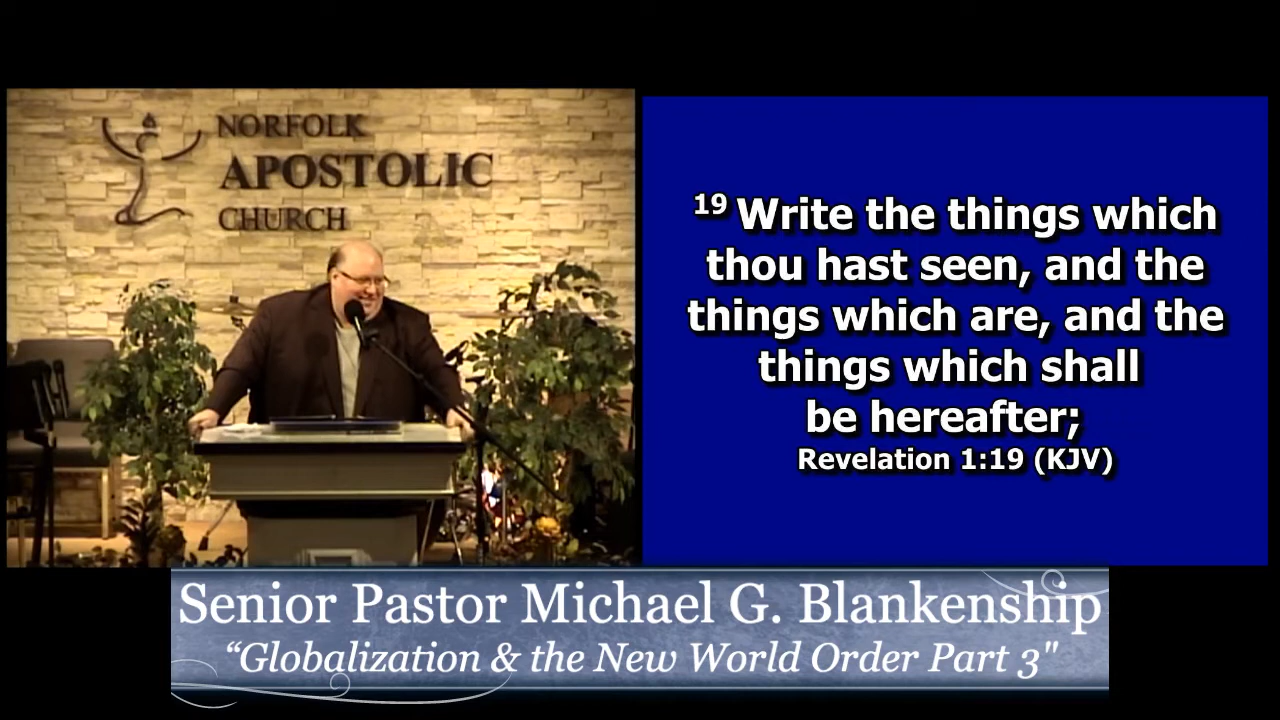 NORFOLK
APOSTOLIC
CHURCH
19 Write the things which
thou hast seen, and the
things which are, and the
things which shall
be hereafter;
Revelation 1:19 (KJV)
Senior Pastor Michael G. Blankenship
“Globalization & the New World Order Part 3"